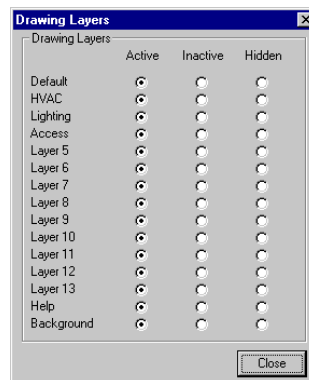 Drawing Layers
Drawing Layers
Active Inactive Hidden
Default
HVAC
Lighting
Access
Layer 5
Layer 6
Layer 7
Layer 8
Layer 9
Layer 10
Layer 11
Layer 12
Layer 13
Help
Background
Close